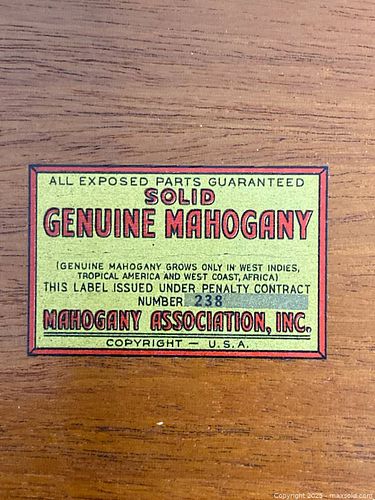 ALL EXPOSED PARTS GUARANTEED
SOLID
GENUINE MAHOGANY
(GENUINE MAHOGANY GROWS ONLY IN WEST INDIES,
TROPICAL AMERICA AND WEST COAST, AFRICA)
THIS LABEL ISSUED UNDER PENALTY CONTRACT
NUMBER 238
MAHOGANY ASSOCIATION, INC.
COPYRIGHT — U.S.A.
Copyright 2025 - maxsold.com